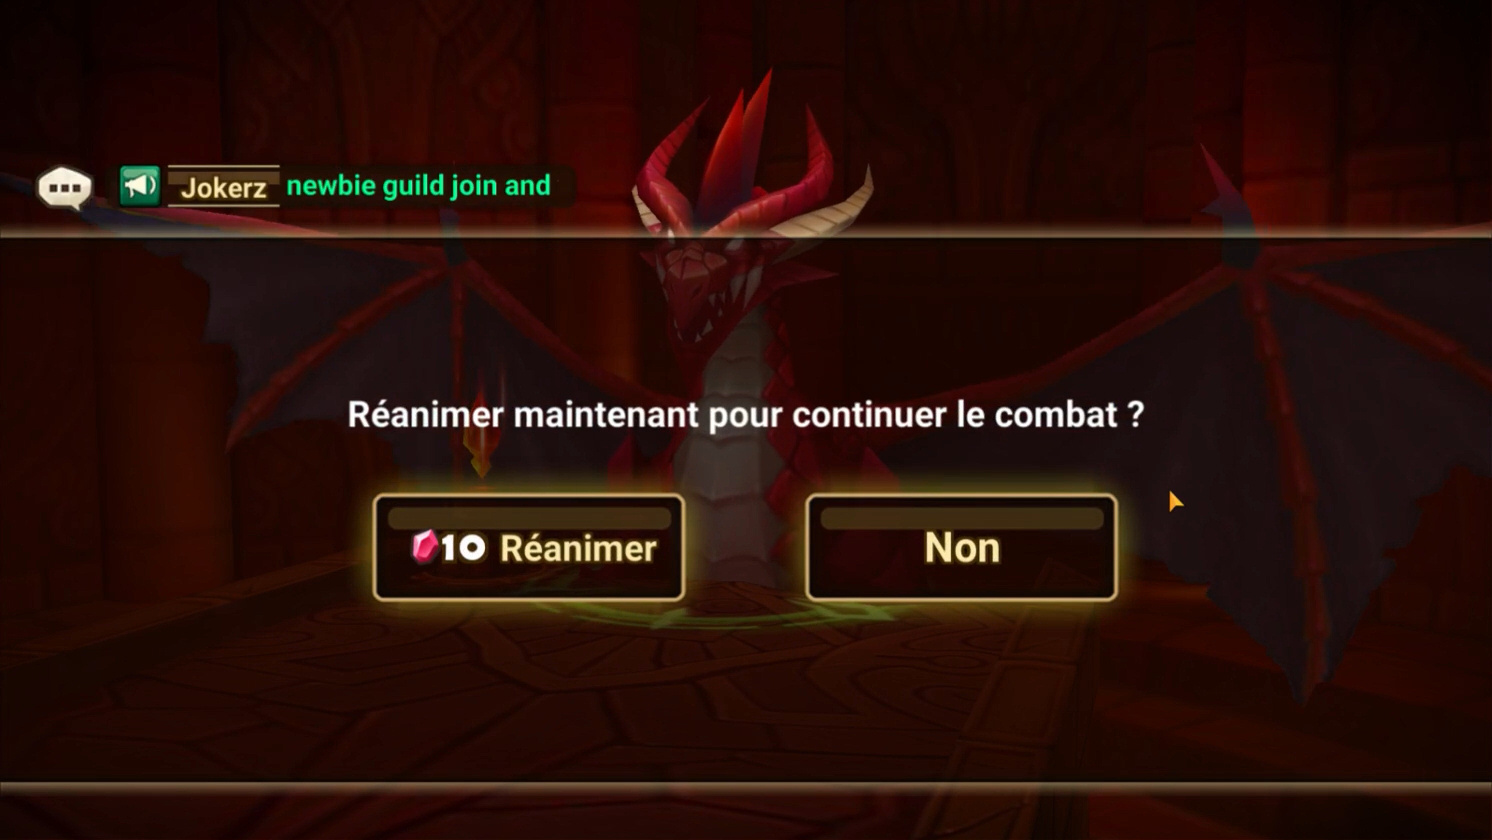 Jokerz newbie guild join and
Réanimer maintenant pour continuer le combat ?
10 Réanimer
Non